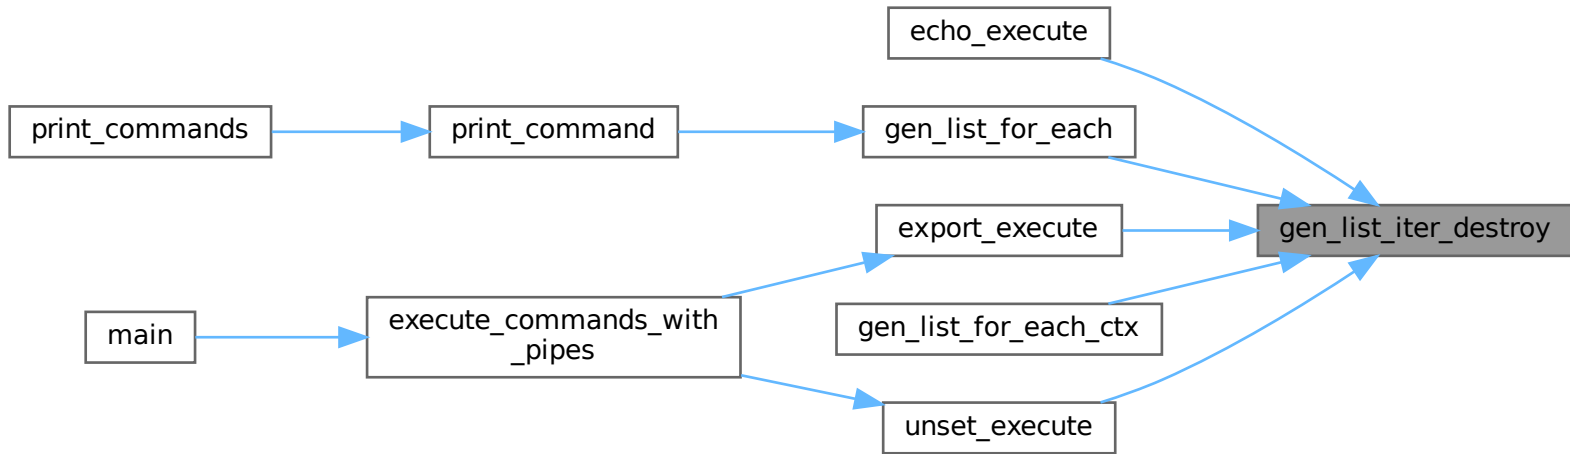 echo_execute
print_commands
print_command
gen_list_for_each
export_execute
gen_list_iter_destroy
main
execute_commands_with
_pipes
gen_list_for_each_ctx
unset_execute